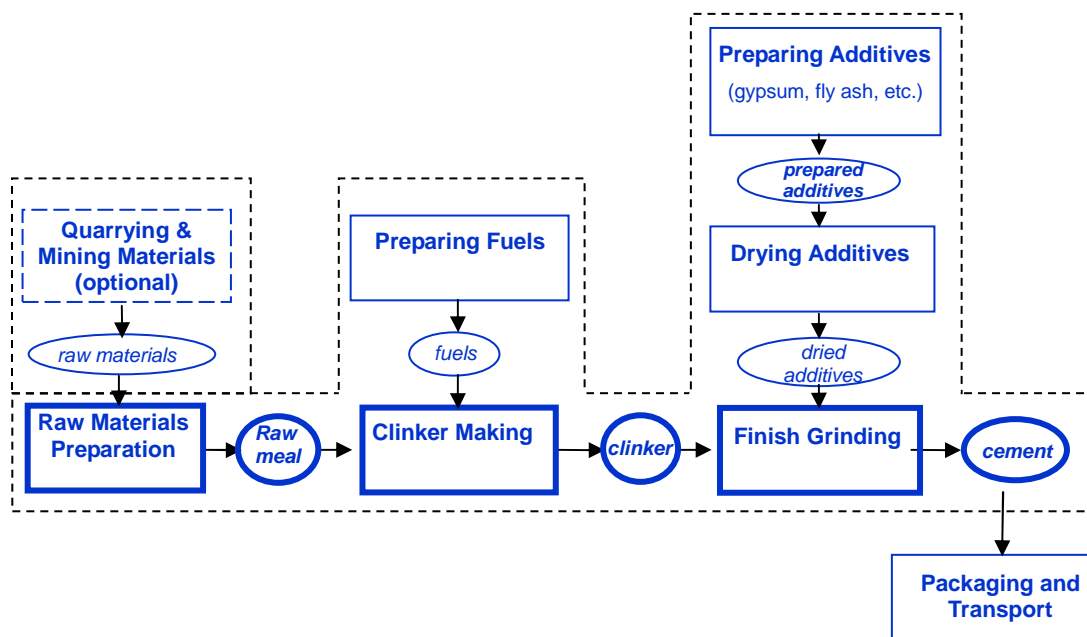 Preparing Additives
(gypsum, fly ash, etc.)
prepared
additives
Quarrying &
Mining Materials
(optional)
Preparing Fuels
Drying Additives
raw materials
fuels
dried
additives
Raw Materials
Preparation
Raw
meal
Clinker Making
clinker
Finish Grinding
cement
Packaging and
Transport